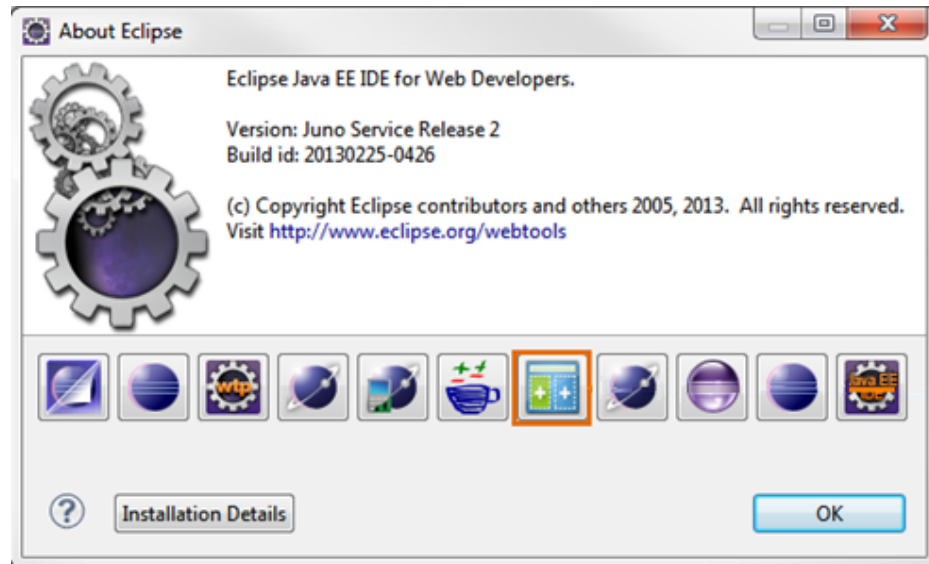 About Eclipse
Eclipse Java EE IDE for Web Developers.
Version: Juno Service Release 2
Build id: 20130225-0426
(c) Copyright Eclipse contributors and others 2005, 2013.  All rights reserved.
Visit http://www.eclipse.org/webtools
wtp
Java EE
IDE
?
Installation Details
OK